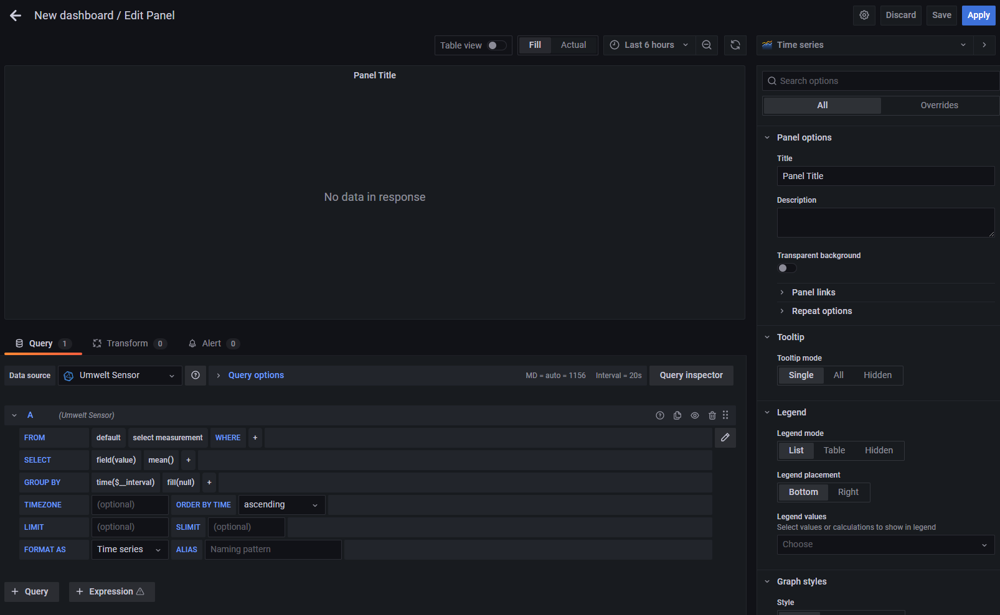 New dashboard / Edit Panel
Discard
Save
Apply
Table view
Fill
Actual
Last 6 hours
Time series
Panel Title
No data in response
Query 1
Transform 0
Alert 0
Data source
Umwelt Sensor
Query options
MD = auto = 1156
Interval = 20s
Query inspector
A
(Umwelt Sensor)
FROM default select measurement WHERE +
SELECT field(value) mean() +
GROUP BY time($__interval) fill(null) +
TIMEZONE (optional) ORDER BY TIME ascending
LIMIT (optional) SLIMIT (optional)
FORMAT AS Time series ALIAS Naming pattern
+ Query
+ Expression
Search options
All
Overrides
Panel options
Title
Panel Title
Description
Transparent background
Panel links
Repeat options
Tooltip
Tooltip mode
Single All Hidden
Legend
Legend mode
List Table Hidden
Legend placement
Bottom Right
Legend values
Select values or calculations to show in legend
Choose
Graph styles
Style